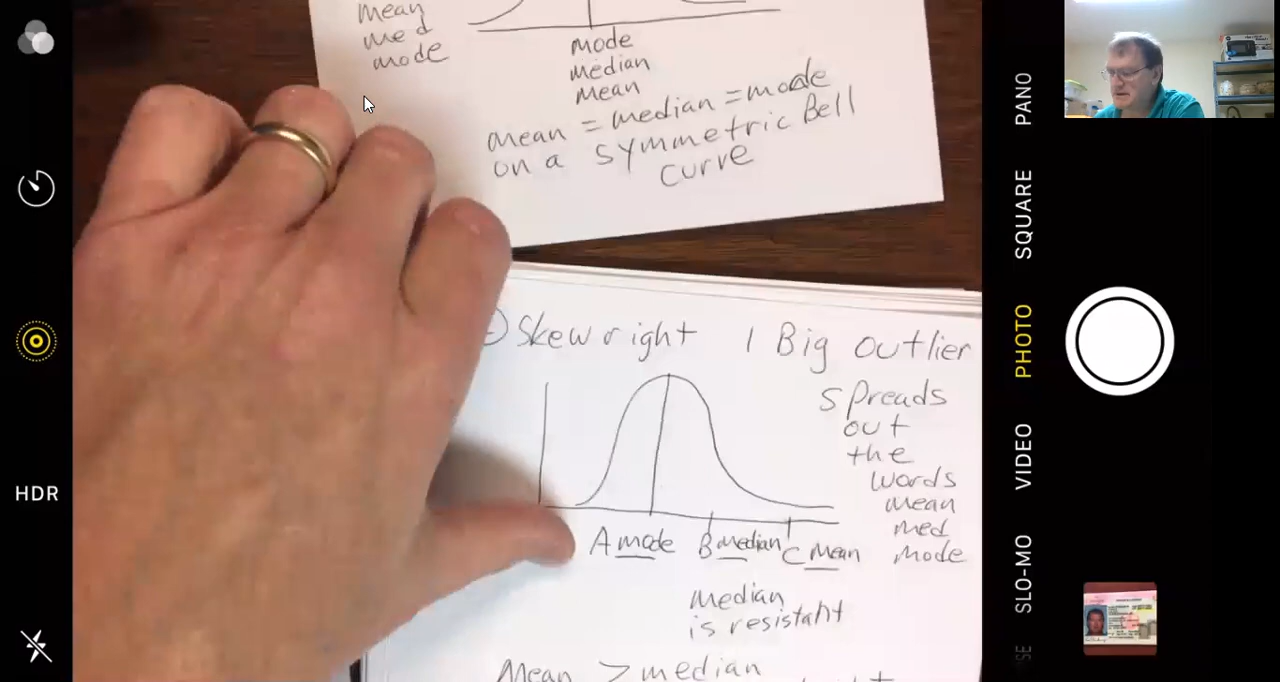 mean
med
mode
mode
median
mean
mean = median = mode
on a symmetric Bell
curve
Skew right 1 Big outlier
spreads
out
the
words
mean
med
mode
A mode B median C mean
median
is resistant
Mean > median
HDR
PANO
SQUARE
PHOTO
VIDEO
SLO-MO
SE